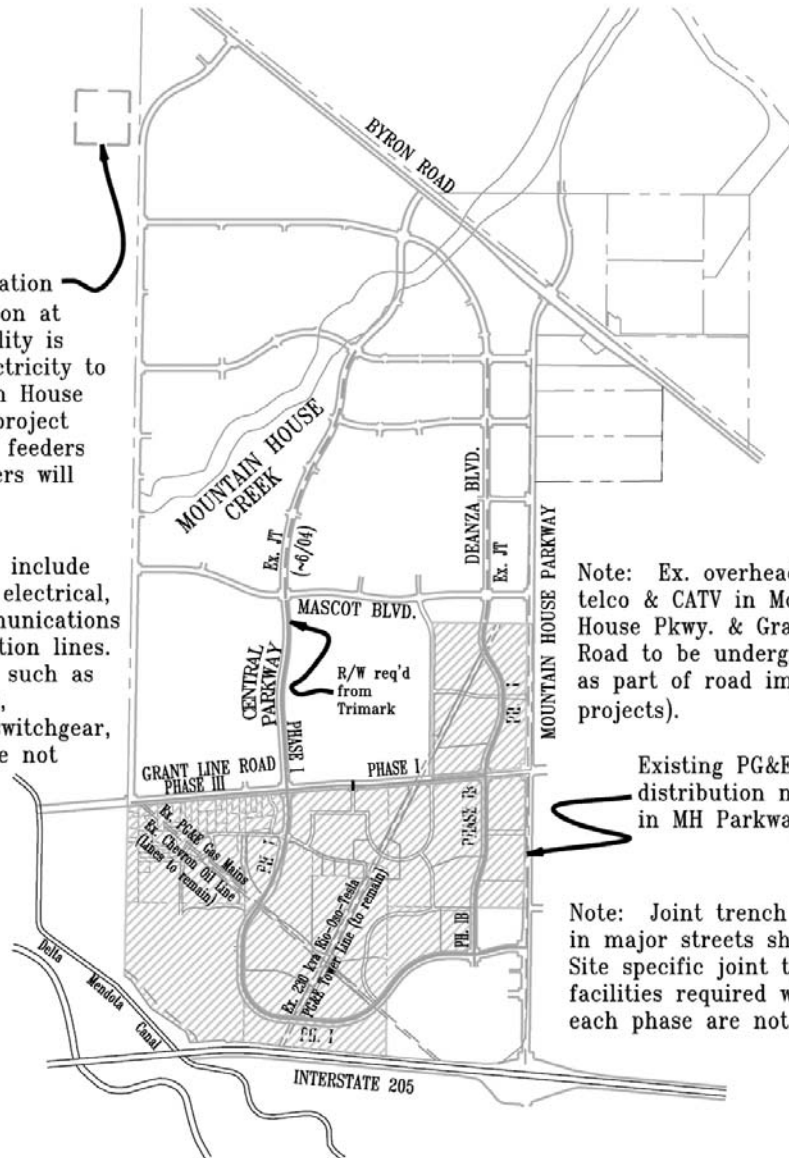 BYRON ROAD
ation
on at
lity is
ctricity to
n House
project
feeders
ers will
MOUNTAIN HOUSE
CREEK
DEANZA BLVD.
MOUNTAIN HOUSE PARKWAY
Ex. JT
(~6/04)
Ex. JT
include
electrical,
munications
tion lines.
such as
,
switchgear,
e not
MASCOT BLVD.
Note: Ex. overhead
telco & CATV in Mo
House Pkwy. & Gra
Road to be underg
as part of road im
projects).
CENTRAL
PARKWAY
R/W req'd
from
Trimark
PHASE I
PH. I
GRANT LINE ROAD
PHASE III
PHASE I
Existing PG&E
distribution m
in MH Parkwa
Ex. PG&E Gas Mains
Ex. Chevron Oil Line
(Lines to remain)
PH. I
PHASE IB
PH. IB
Ex. 230 kva Rio-Oso-Tesla
PG&E Tower Line (to remain)
PH. I
Note: Joint trench
in major streets sh
Site specific joint t
facilities required w
each phase are not
Delta
Mendota
Canal
INTERSTATE 205